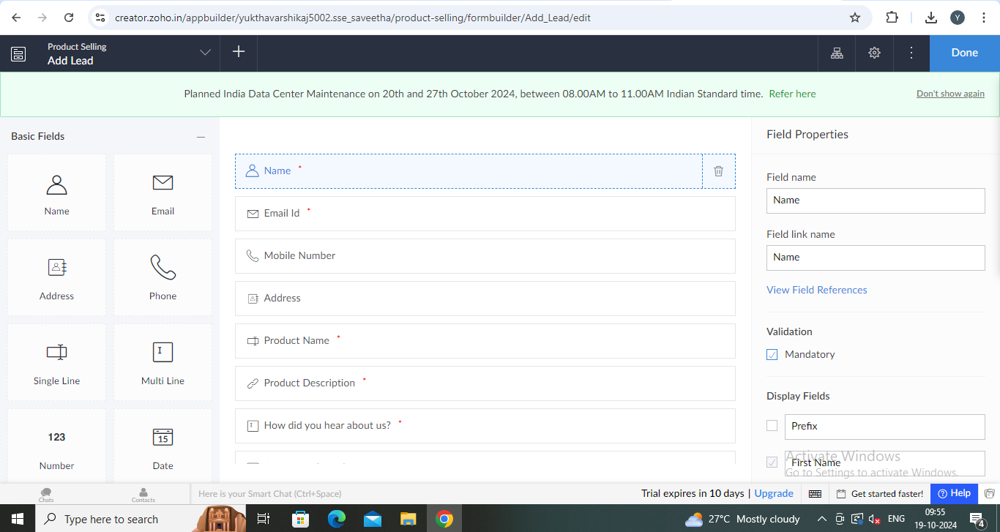 creator.zoho.in/appbuilder/yukthavarshikaj5002.sse_saveetha/product-selling/formbuilder/Add_Lead/edit
Y
Product Selling
Add Lead
Done
Planned India Data Center Maintenance on 20th and 27th October 2024, between 08.00AM to 11.00AM Indian Standard time. Refer here
Don't show again
Basic Fields
Name
Email
Address
Phone
Single Line
Multi Line
123
Number
15
Date
Name *
Email Id *
Mobile Number
Address
Product Name *
Product Description *
How did you hear about us? *
Field Properties
Field name
Name
Field link name
Name
View Field References
Validation
Mandatory
Display Fields
Prefix
First Name
Activate Windows
Go to Settings to activate Windows.
Chats
Contacts
Here is your Smart Chat (Ctrl+Space)
Trial expires in 10 days | Upgrade
Get started faster!
Help
Type here to search
27°C Mostly cloudy
ENG
09:55
19-10-2024
4